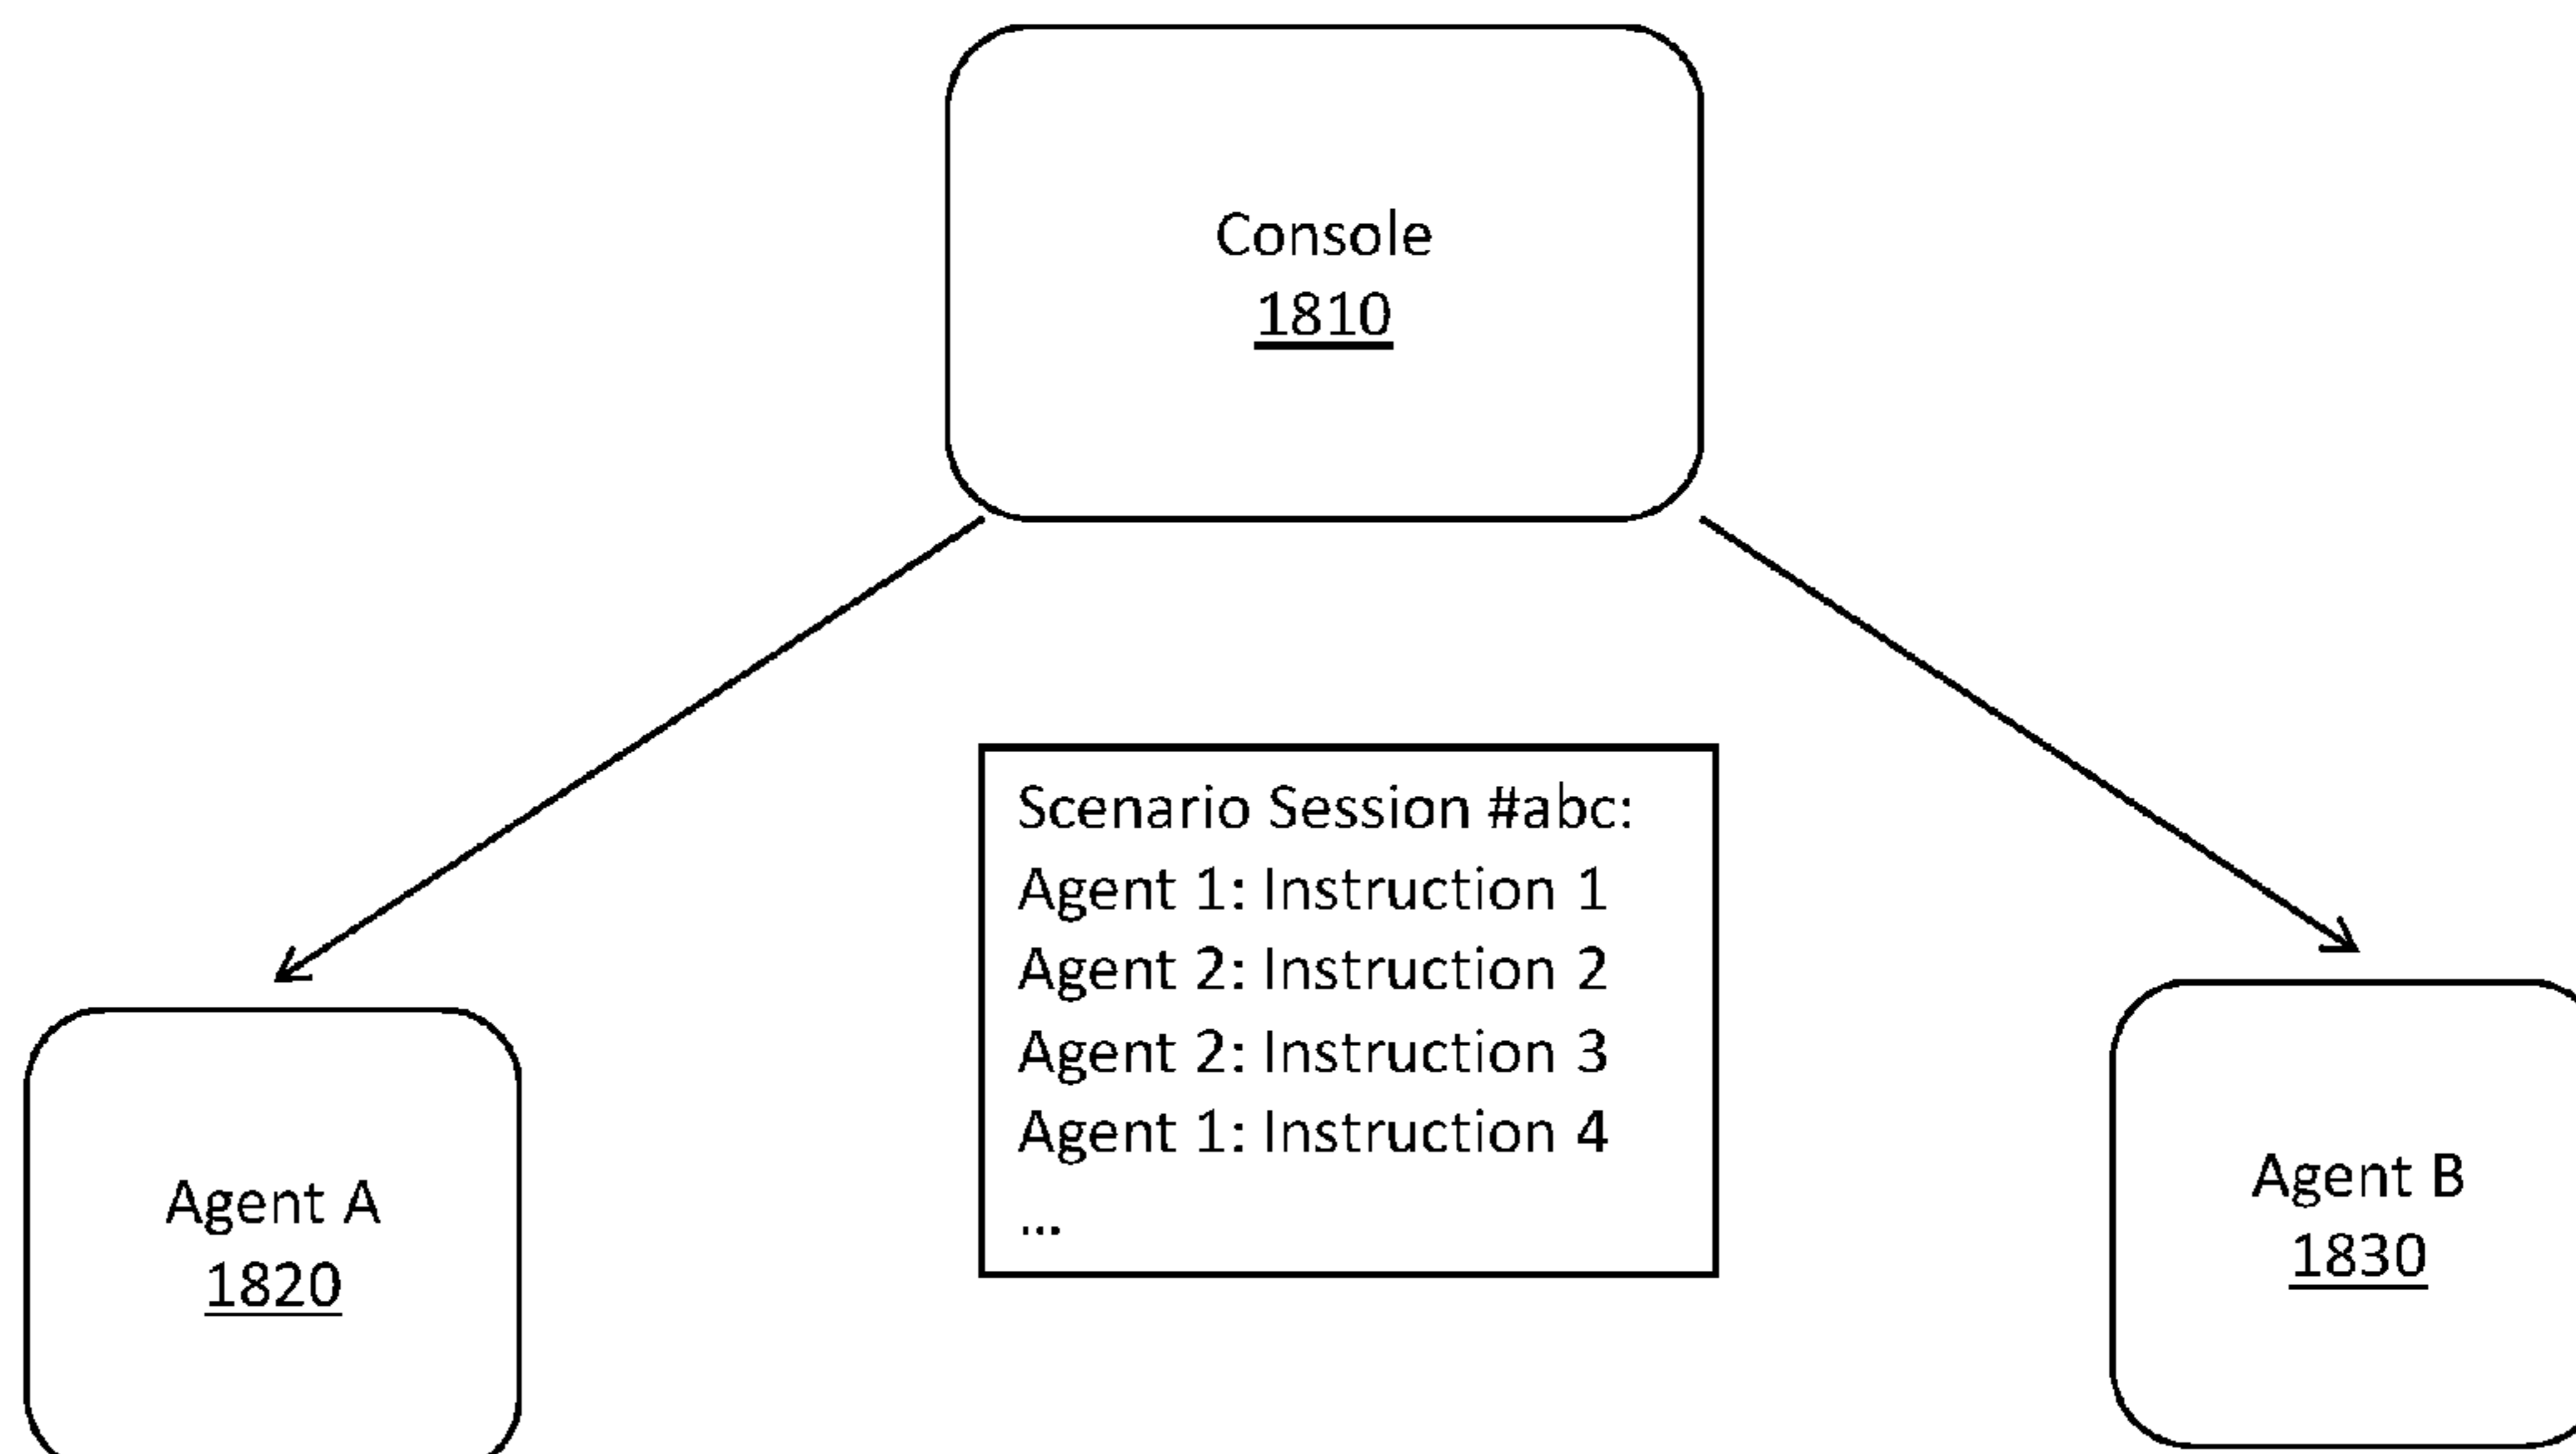 Console
1810
Scenario Session #abc:
Agent 1: Instruction 1
Agent 2: Instruction 2
Agent 2: Instruction 3
Agent 1: Instruction 4
...
Agent A
1820
Agent B
1830